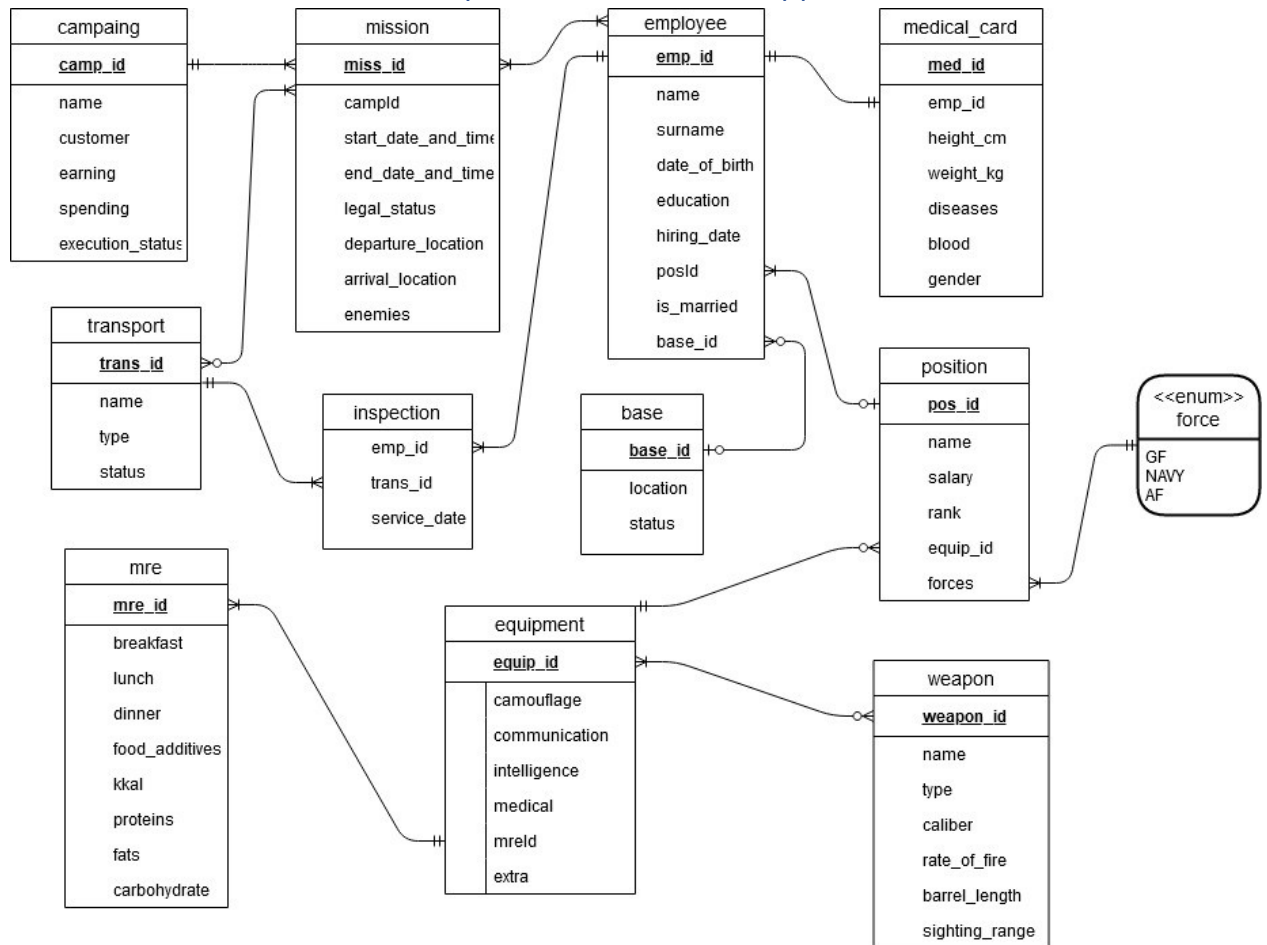 campaing
camp_id
name
customer
earning
spending
execution_status
mission
miss_id
campId
start_date_and_time
end_date_and_time
legal_status
departure_location
arrival_location
enemies
employee
emp_id
name
surname
date_of_birth
education
hiring_date
posId
is_married
base_id
medical_card
med_id
emp_id
height_cm
weight_kg
diseases
blood
gender
transport
trans_id
name
type
status
inspection
emp_id
trans_id
service_date
base
base_id
location
status
position
pos_id
name
salary
rank
equip_id
forces
<<enum>>
force
GF
NAVY
AF
mre
mre_id
breakfast
lunch
dinner
food_additives
kkal
proteins
fats
carbohydrate
equipment
equip_id
camouflage
communication
intelligence
medical
mreId
extra
weapon
weapon_id
name
type
caliber
rate_of_fire
barrel_length
sighting_range